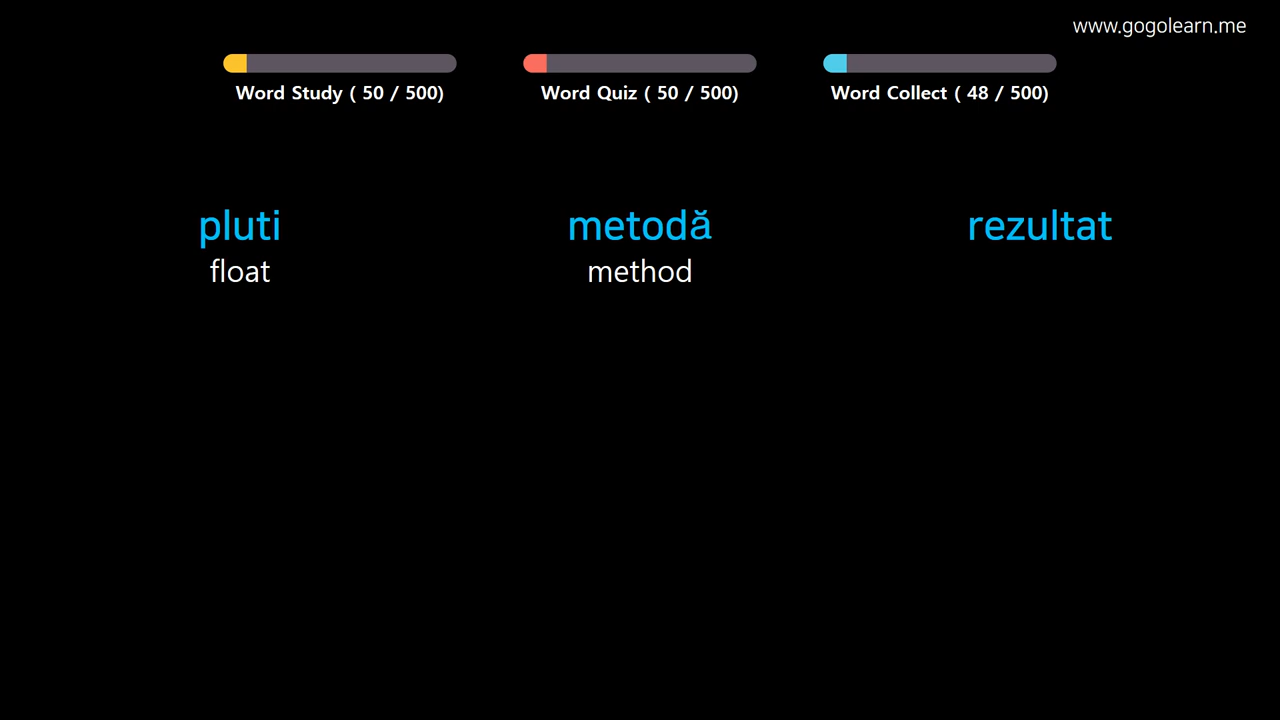 www.gogolearn.me
Word Study ( 50 / 500)
Word Quiz ( 50 / 500)
Word Collect ( 48 / 500)
pluti
metodă
rezultat
float
method